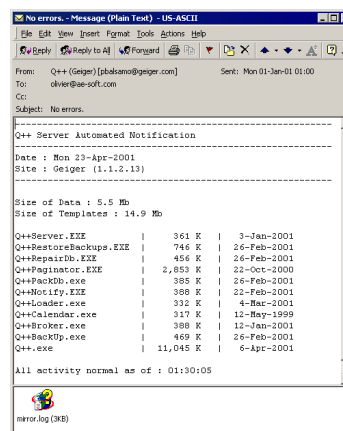 No errors. - Message (Plain Text) - US-ASCII
File Edit View Insert Format Tools Actions Help
Reply Reply to All Forward
From: Q++ (Geiger) [pbalsamo@geiger.com] Sent: Mon 01-Jan-01 01:00
To: olivier@ae-soft.com
Cc:
Subject: No errors.
Q++ Server Automated Notification
Date : Mon 23-Apr-2001
Site : Geiger (1.1.2.13)
Size of Data : 5.5 Mb
Size of Templates : 14.9 Mb
Q++Server.EXE | 361 K | 3-Jan-2001
Q++RestoreBackups.EXE | 746 K | 26-Feb-2001
Q++RepairDb.EXE | 456 K | 26-Feb-2001
Q++Paginator.EXE | 2,853 K | 22-Oct-2000
Q++PackDb.exe | 385 K | 26-Feb-2001
Q++Notify.EXE | 388 K | 22-Feb-2001
Q++Loader.exe | 332 K | 4-Mar-2001
Q++Calendar.exe | 317 K | 12-May-1999
Q++Broker.exe | 388 K | 12-Jan-2001
Q++BackUp.exe | 469 K | 26-Feb-2001
Q++.exe | 11,045 K | 6-Apr-2001
All activity normal as of : 01:30:05
mirror.log (3KB)